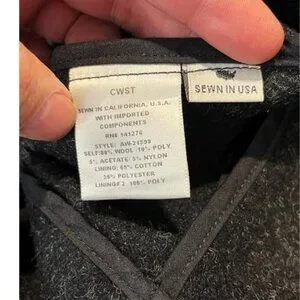 CWST
SEWN IN CALIFORNIA, U.S.A.
WITH IMPORTED
COMPONENTS
RN# 141276
STYLE: AW-21599
SELF:80% WOOL 10% POLY
5% ACETATE 5% NYLON
LINING: 65% COTTON
35% POLYESTER
LINING#2 100% POLY
SEWN IN USA